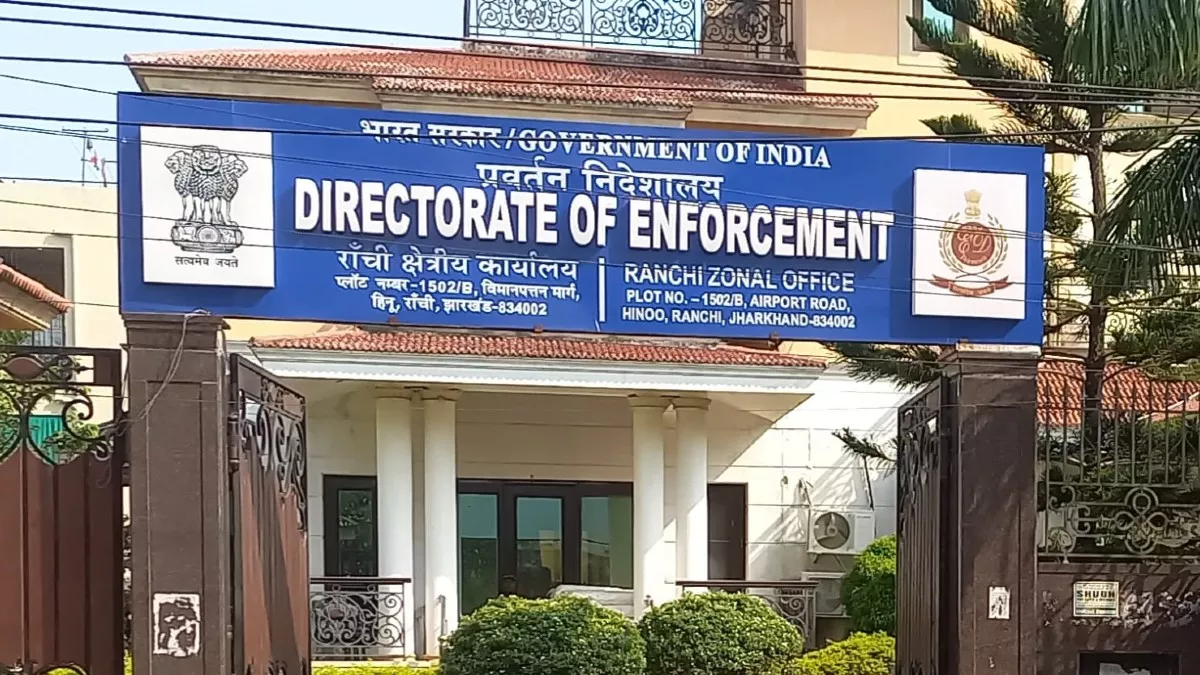 भारत सरकार/GOVERNMENT OF INDIA
प्रवर्तन निदेशालय
DIRECTORATE OF ENFORCEMENT
सत्यमेव जयते
राँची क्षेत्रीय कार्यालय
प्लॉट नम्बर-1502/B, विमानपत्तन मार्ग,
हिनू, राँची, झारखंड-834002
RANCHI ZONAL OFFICE
PLOT NO. – 1502/B, AIRPORT ROAD,
HINOO, RANCHI, JHARKHAND-834002
ED